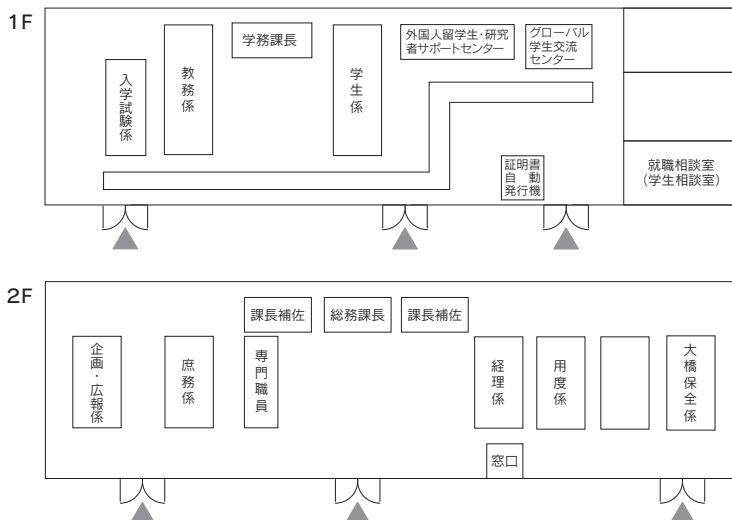 1F
入学試験係
教務係
学務課長
学生係
外国人留学生・研究
者サポートセンター
グローバル
学生交流
センター
証明書
自動
発行機
就職相談室
（学生相談室）
2F
企画・広報係
庶務係
課長補佐
総務課長
課長補佐
専門職員
経理係
用度係
大橋保全係
窓口